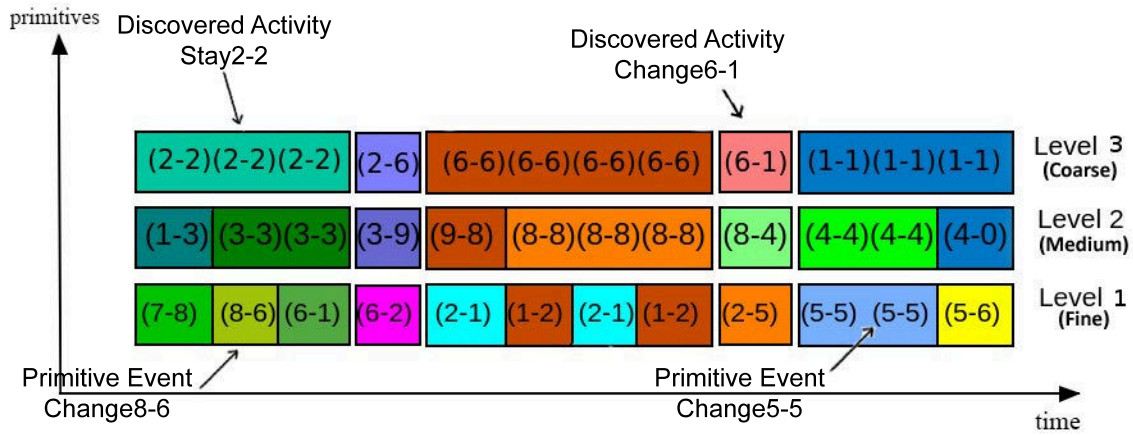 primitives
Discovered Activity
Stay2-2
Discovered Activity
Change6-1
(2-2)(2-2)(2-2) (2-6) (6-6)(6-6)(6-6)(6-6) (6-1) (1-1)(1-1)(1-1) Level 3
(Coarse)
(1-3) (3-3)(3-3) (3-9) (9-8) (8-8)(8-8)(8-8) (8-4) (4-4)(4-4) (4-0) Level 2
(Medium)
(7-8) (8-6) (6-1) (6-2) (2-1) (1-2) (2-1) (1-2) (2-5) (5-5) (5-5) (5-6) Level 1
(Fine)
Primitive Event
Change8-6
Primitive Event
Change5-5
time